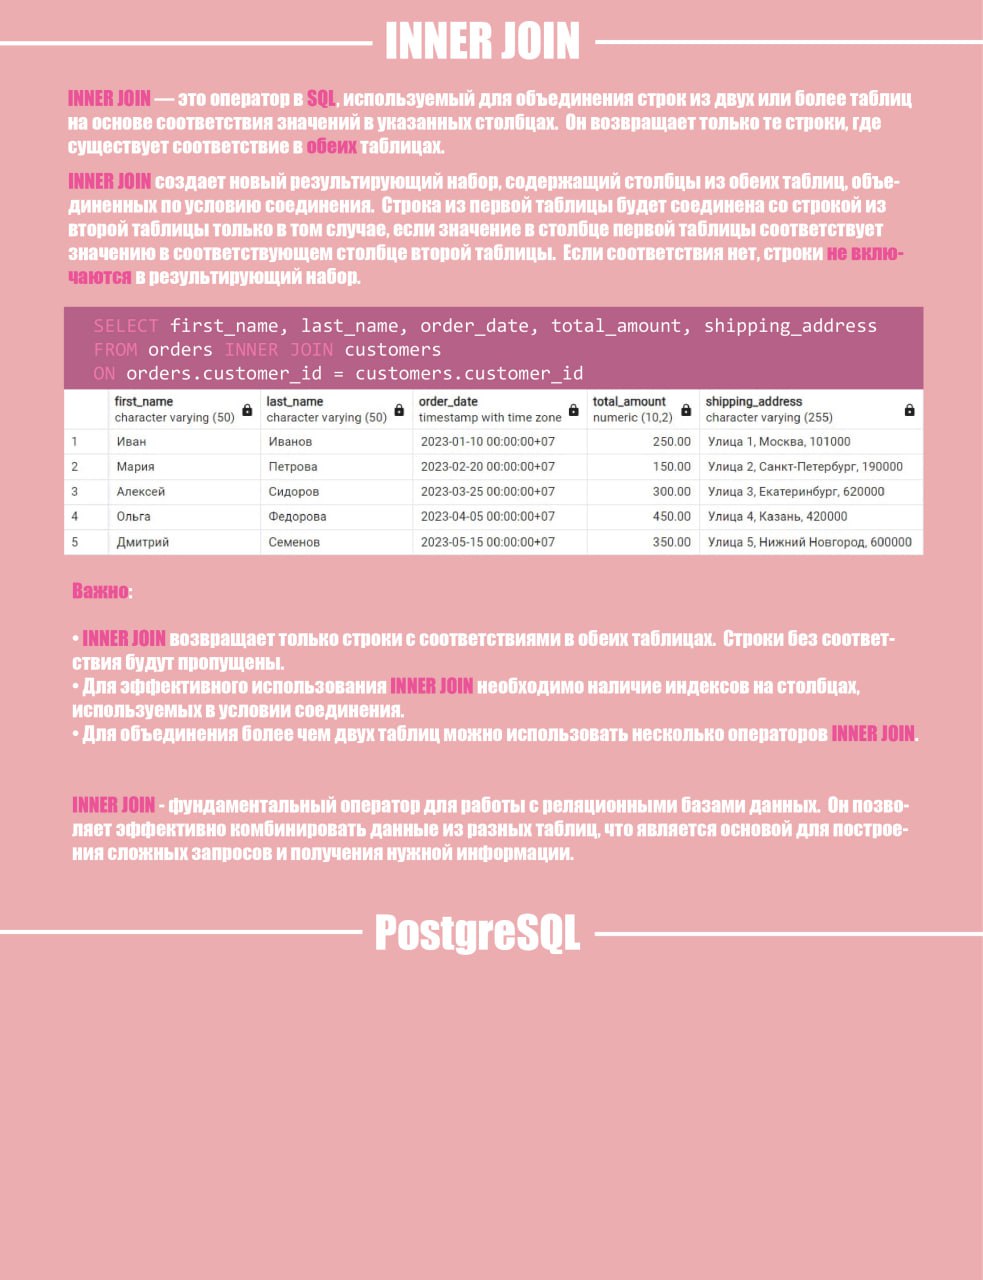 INNER JOIN
INNER JOIN — это оператор в SQL, используемый для объединения строк из двух или более таблиц
на основе соответствия значений в указанных столбцах. Он возвращает только те строки, где
существует соответствие в обеих таблицах.
INNER JOIN создает новый результирующий набор, содержащий столбцы из обеих таблиц, объе-
диненных по условию соединения. Строка из первой таблицы будет соединена со строкой из
второй таблицы только в том случае, если значение в столбце первой таблицы соответствует
значению в соответствующем столбце второй таблицы. Если соответствия нет, строки не вклю-
чаются в результирующий набор.
SELECT first_name, last_name, order_date, total_amount, shipping_address
FROM orders INNER JOIN customers
ON orders.customer_id = customers.customer_id
first_name last_name order_date total_amount shipping_address
character varying (50) character varying (50) timestamp with time zone numeric (10,2) character varying (255)
1 Иван Иванов 2023-01-10 00:00:00+07 250.00 Улица 1, Москва, 101000
2 Мария Петрова 2023-02-20 00:00:00+07 150.00 Улица 2, Санкт-Петербург, 190000
3 Алексей Сидоров 2023-03-25 00:00:00+07 300.00 Улица 3, Екатеринбург, 620000
4 Ольга Федорова 2023-04-05 00:00:00+07 450.00 Улица 4, Казань, 420000
5 Дмитрий Семенов 2023-05-15 00:00:00+07 350.00 Улица 5, Нижний Новгород, 600000
Важно:
• INNER JOIN возвращает только строки с соответствиями в обеих таблицах. Строки без соответ-
ствия будут пропущены.
• Для эффективного использования INNER JOIN необходимо наличие индексов на столбцах,
используемых в условии соединения.
• Для объединения более чем двух таблиц можно использовать несколько операторов INNER JOIN.
INNER JOIN - фундаментальный оператор для работы с реляционными базами данных. Он позво-
ляет эффективно комбинировать данные из разных таблиц, что является основой для построе-
ния сложных запросов и получения нужной информации.
PostgreSQL